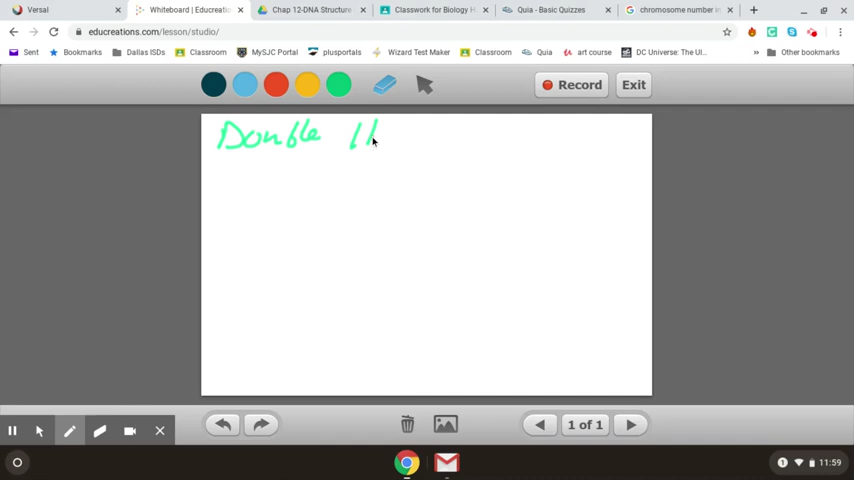 Versal
Whiteboard | Educreatio
Chap 12-DNA Structure
Classwork for Biology H
Quia - Basic Quizzes
chromosome number in
educreations.com/lesson/studio/
Sent
Bookmarks
Dallas ISDs
Classroom
MySJC Portal
plusportals
Wizard Test Maker
Classroom
Quia
art course
DC Universe: The Ul...
»
Other bookmarks
Record
Exit
Double
1 of 1
1
11:59